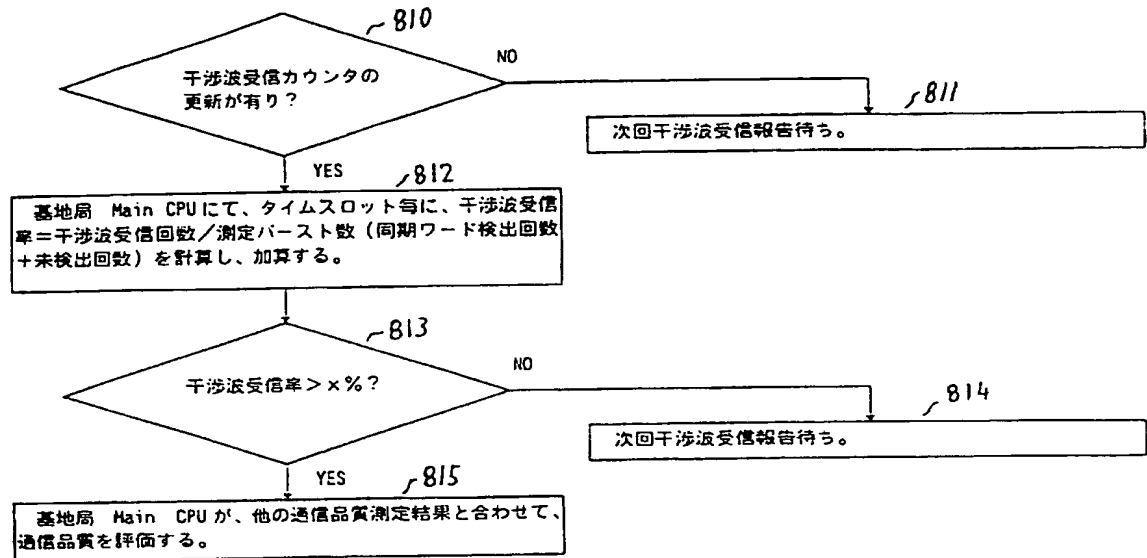 810
NO
干渉波受信カウンタの
更新が有り？
811
次回干渉波受信報告待ち。
YES
812
基地局 Main CPUにて、タイムスロット毎に、干渉波受信
率＝干渉波受信回数／測定バースト数（同期ワード検出回数
＋未検出回数）を計算し、加算する。
813
NO
干渉波受信率＞x％？
814
次回干渉波受信報告待ち。
YES
815
基地局 Main CPUが、他の通信品質測定結果と合わせて、
通信品質を評価する。